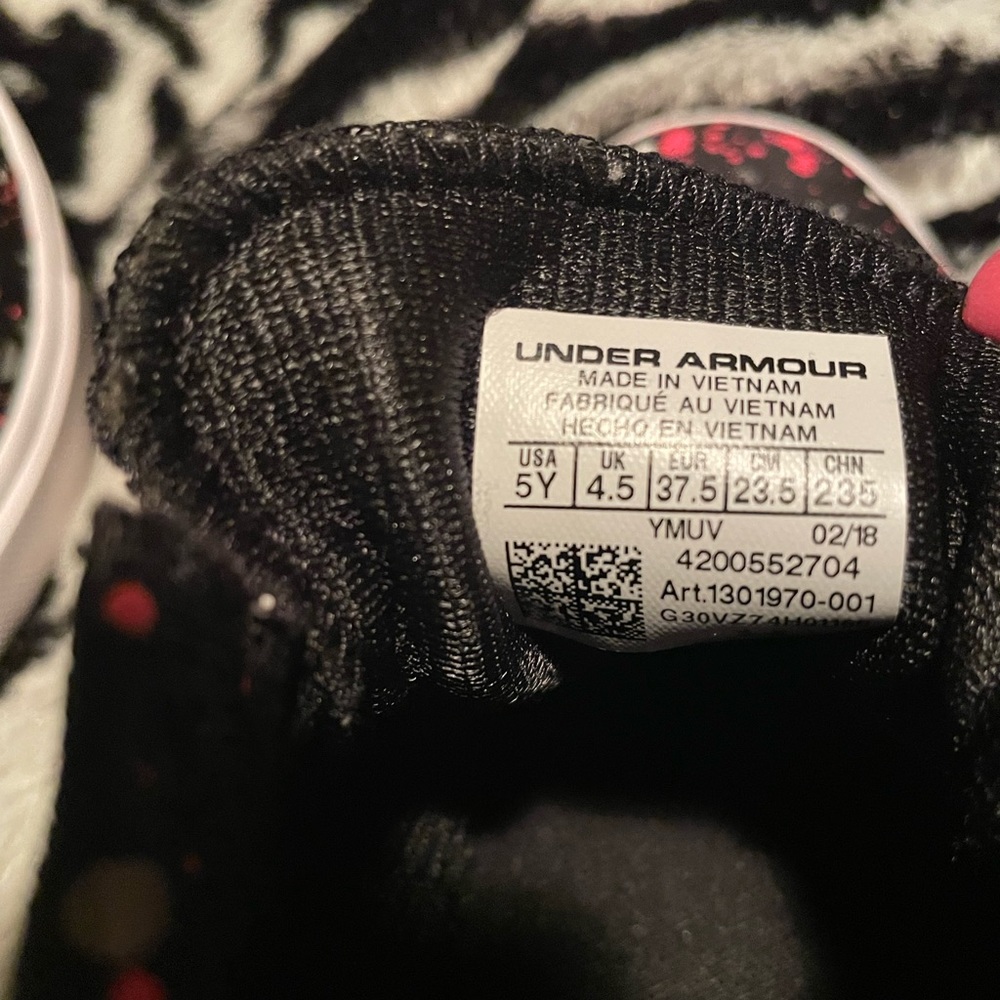 UNDER ARMOUR
MADE IN VIETNAM
FABRIQUÉ AU VIETNAM
HECHO EN VIETNAM
USA UK EUR CM CHN
5Y 4.5 37.5 23.5 235
YMUV 02/18
4200552704
Art.1301970-001